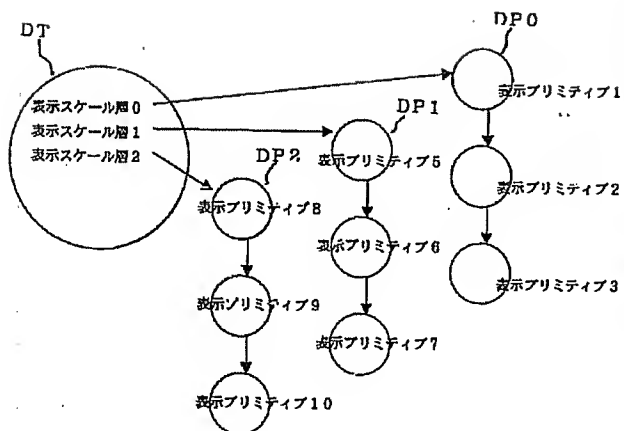 DT
DP0
表示スケール層0
表示スケール層1
表示スケール層2
DP1
DP2
表示プリミティブ1
表示プリミティブ2
表示プリミティブ3
表示プリミティブ5
表示プリミティブ6
表示プリミティブ7
表示プリミティブ8
表示ソリミティブ9
表示プリミティブ10